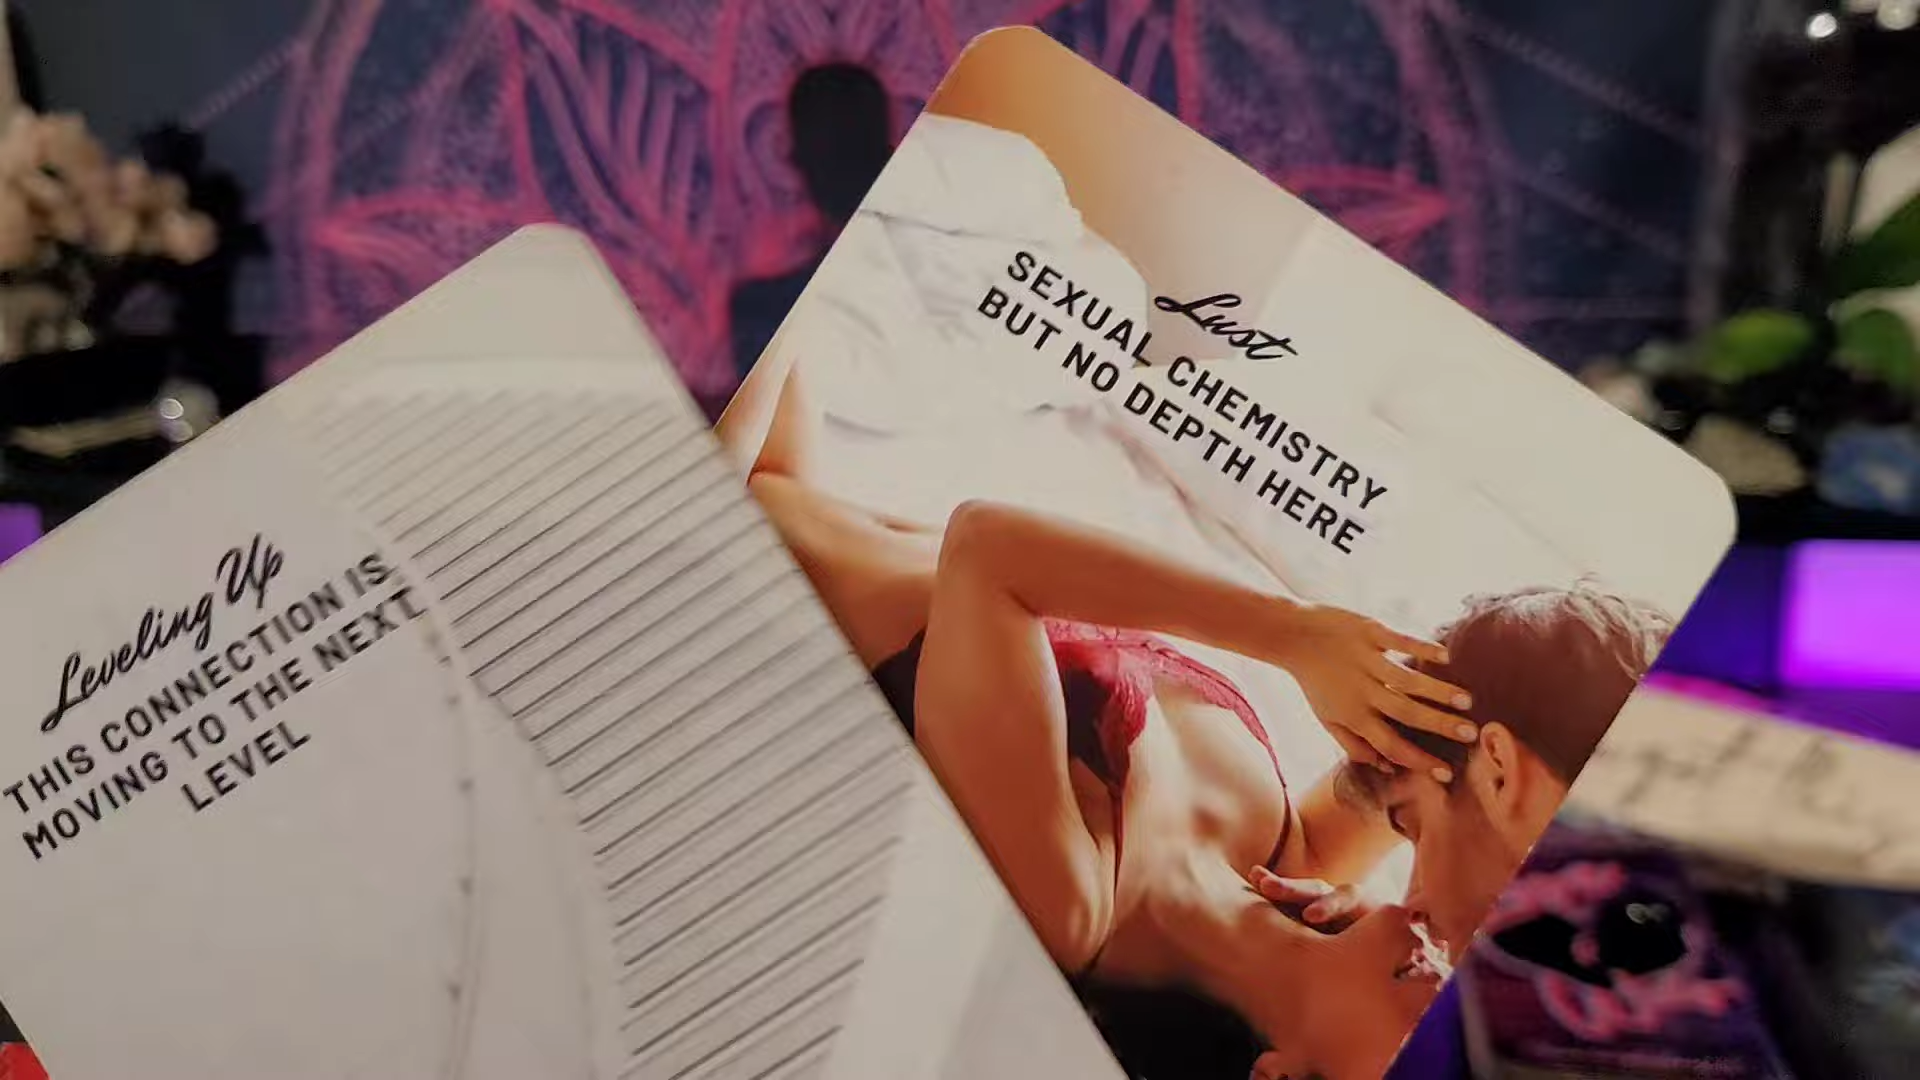 Leveling Up
THIS CONNECTION IS
MOVING TO THE NEXT
LEVEL
Lust
SEXUAL CHEMISTRY
BUT NO DEPTH HERE